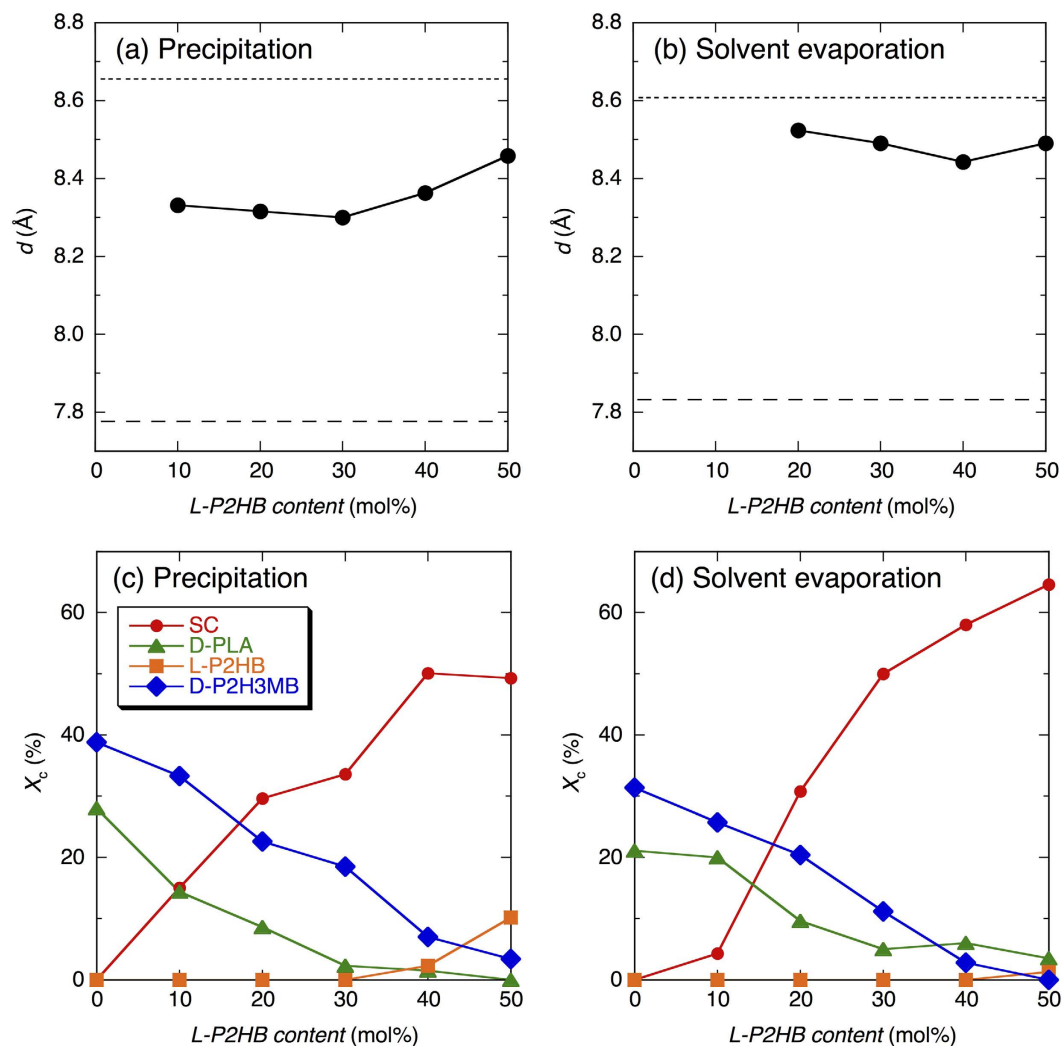 (a) Precipitation
8.8
8.6
8.4
8.2
8.0
7.8
d (Å)
0 10 20 30 40 50
L-P2HB content (mol%)
(b) Solvent evaporation
8.8
8.6
8.4
8.2
8.0
7.8
d (Å)
0 10 20 30 40 50
L-P2HB content (mol%)
(c) Precipitation
SC
D-PLA
L-P2HB
D-P2H3MB
60
40
20
0
Xc (%)
0 10 20 30 40 50
L-P2HB content (mol%)
(d) Solvent evaporation
60
40
20
0
Xc (%)
0 10 20 30 40 50
L-P2HB content (mol%)